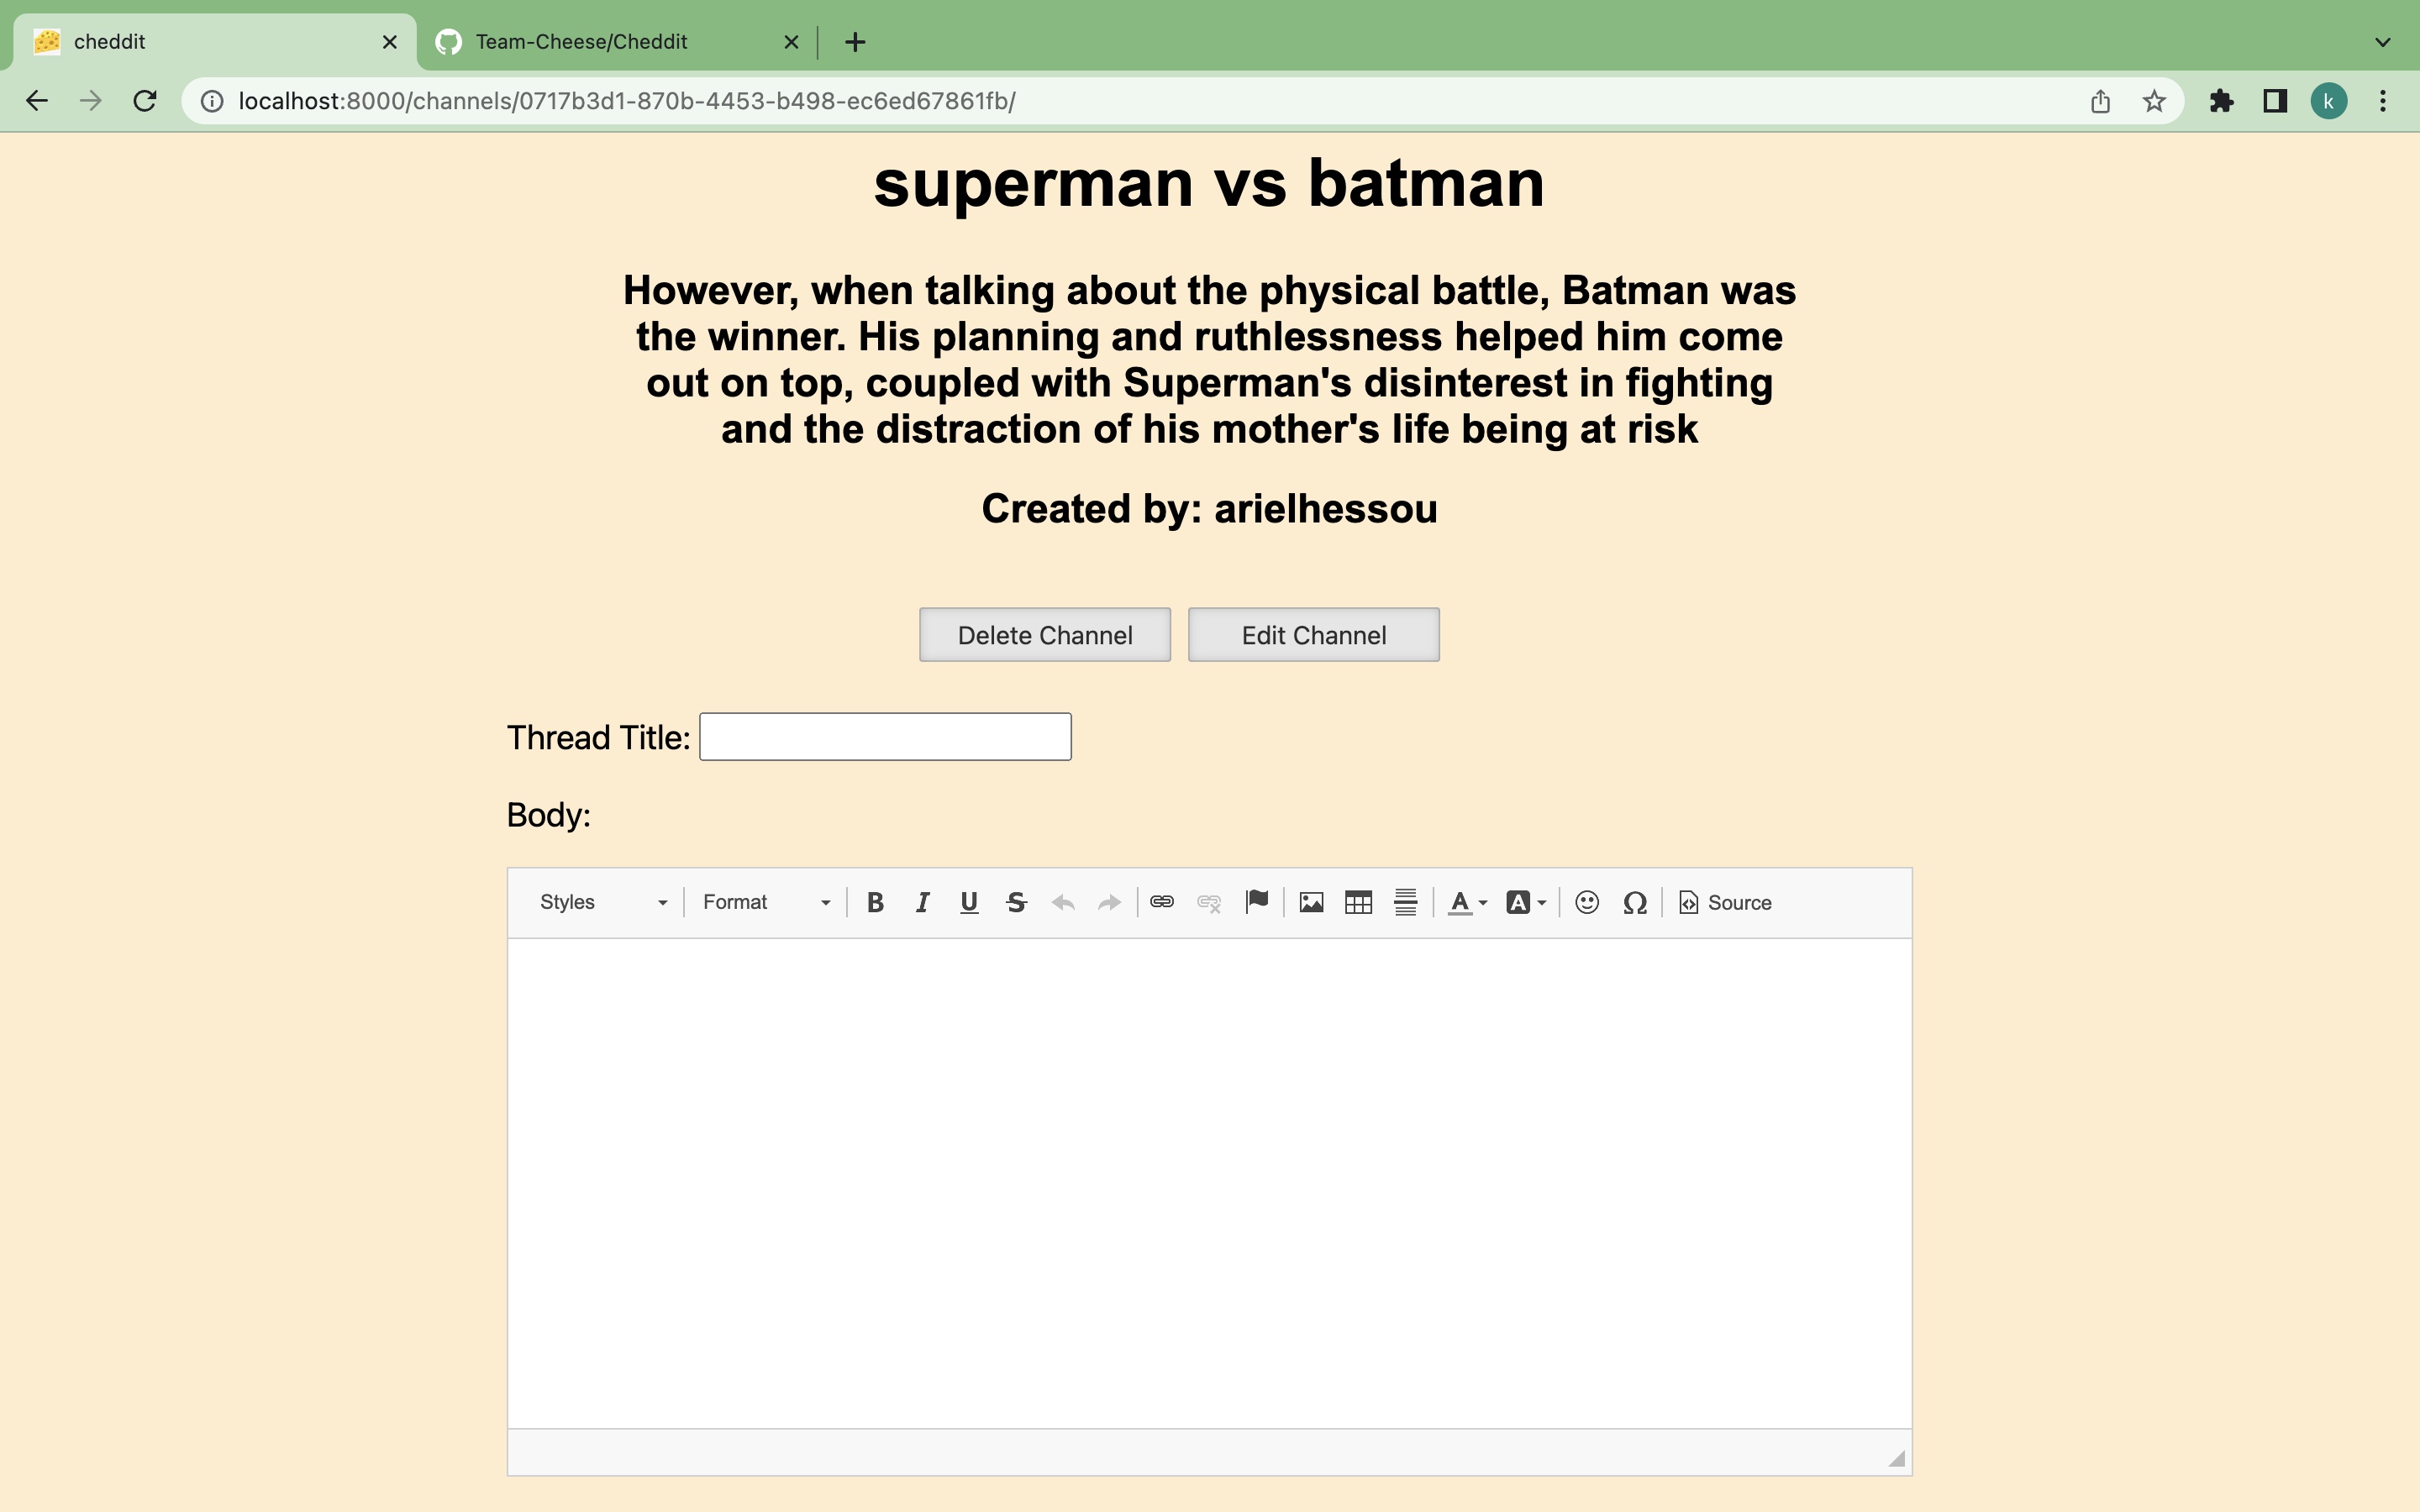 cheddit
Team-Cheese/Cheddit
localhost:8000/channels/0717b3d1-870b-4453-b498-ec6ed67861fb/
k
superman vs batman
However, when talking about the physical battle, Batman was
the winner. His planning and ruthlessness helped him come
out on top, coupled with Superman's disinterest in fighting
and the distraction of his mother's life being at risk
Created by: arielhessou
Delete Channel Edit Channel
Thread Title:
Body:
Styles Format B I U S A A Ω Source